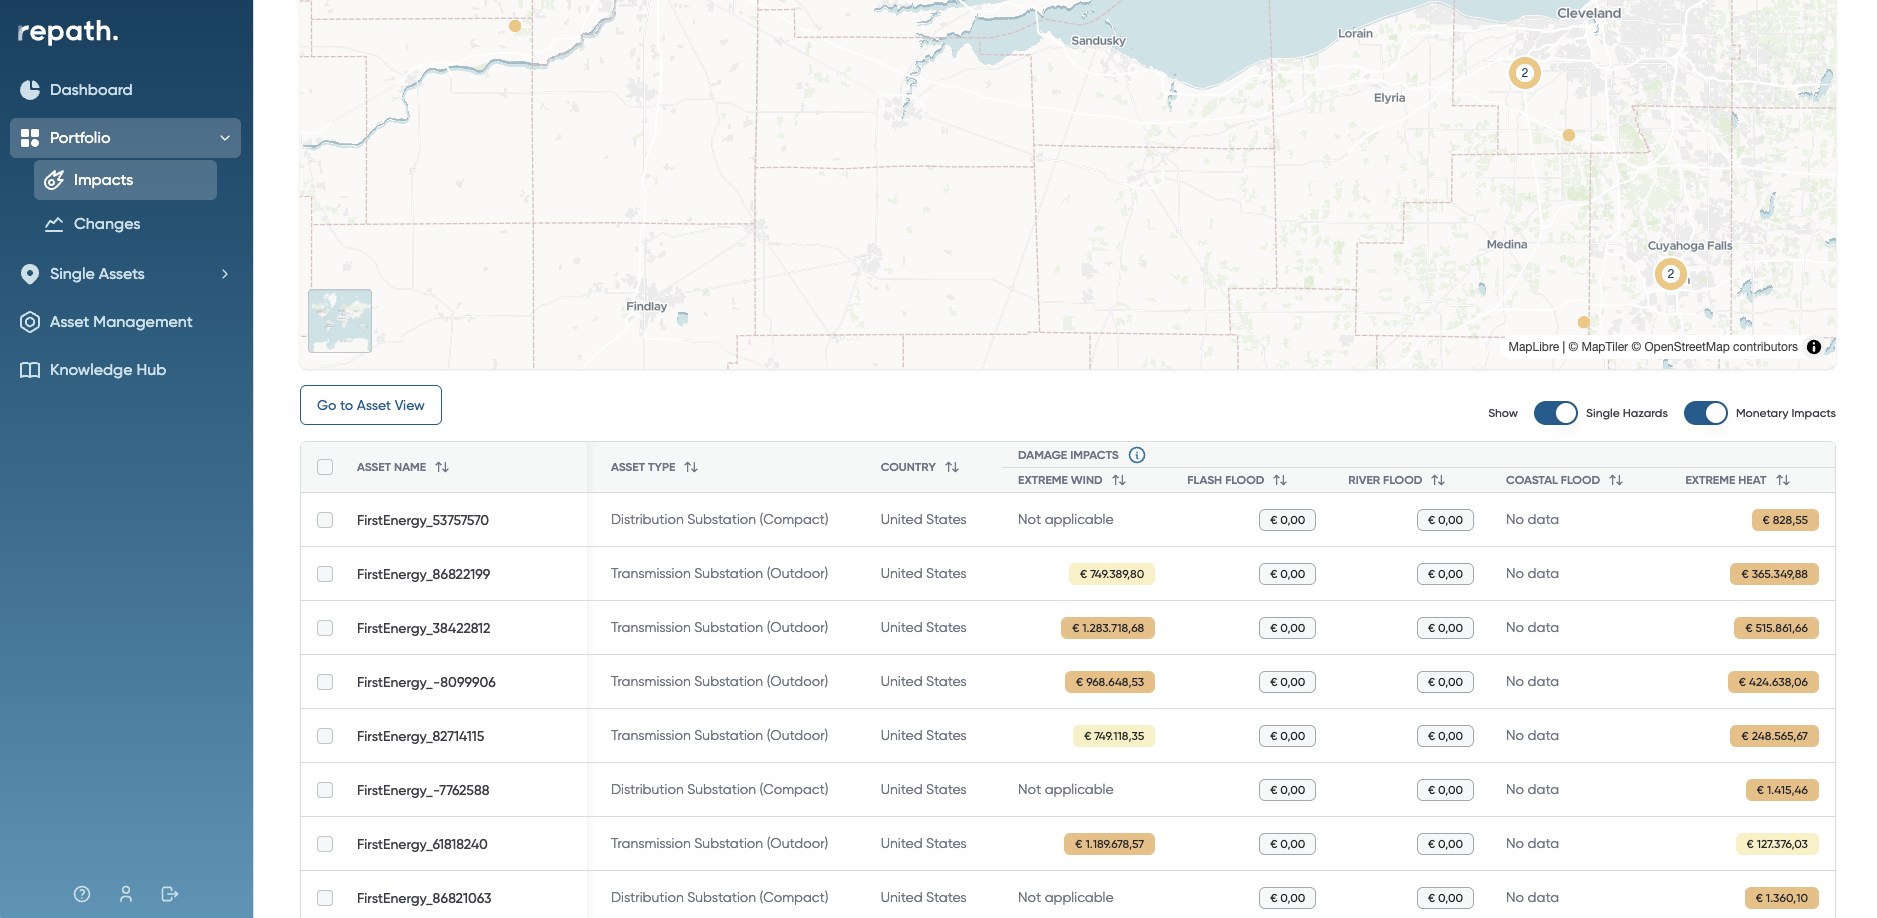 repath.
Dashboard
Portfolio
Impacts
Changes
Single Assets
Asset Management
Knowledge Hub
Cleveland
Sandusky
Lorain
2
Elyria
Medina
Cuyahoga Falls
2
Findlay
MapLibre | © MapTiler © OpenStreetMap contributors
Go to Asset View
Show Single Hazards Monetary Impacts
ASSET NAME ASSET TYPE COUNTRY DAMAGE IMPACTS
EXTREME WIND FLASH FLOOD RIVER FLOOD COASTAL FLOOD EXTREME HEAT
FirstEnergy_53757570 Distribution Substation (Compact) United States Not applicable € 0,00 € 0,00 No data € 828,55
FirstEnergy_86822199 Transmission Substation (Outdoor) United States € 749.389,80 € 0,00 € 0,00 No data € 365.349,88
FirstEnergy_38422812 Transmission Substation (Outdoor) United States € 1.283.718,68 € 0,00 € 0,00 No data € 515.861,66
FirstEnergy_-8099906 Transmission Substation (Outdoor) United States € 968.648,53 € 0,00 € 0,00 No data € 424.638,06
FirstEnergy_82714115 Transmission Substation (Outdoor) United States € 749.118,35 € 0,00 € 0,00 No data € 248.565,67
FirstEnergy_-7762588 Distribution Substation (Compact) United States Not applicable € 0,00 € 0,00 No data € 1.415,46
FirstEnergy_61818240 Transmission Substation (Outdoor) United States € 1.189.678,57 € 0,00 € 0,00 No data € 127.376,03
FirstEnergy_86821063 Distribution Substation (Compact) United States Not applicable € 0,00 € 0,00 No data € 1.360,10